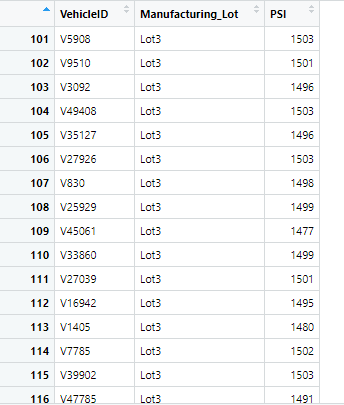 VehicleID Manufacturing_Lot PSI
101 V5908 Lot3 1503
102 V9510 Lot3 1501
103 V3092 Lot3 1496
104 V49408 Lot3 1503
105 V35127 Lot3 1496
106 V27926 Lot3 1503
107 V830 Lot3 1498
108 V25929 Lot3 1499
109 V45061 Lot3 1477
110 V33860 Lot3 1499
111 V27039 Lot3 1501
112 V16942 Lot3 1495
113 V1405 Lot3 1480
114 V7785 Lot3 1502
115 V39902 Lot3 1503
116 V47785 Lot3 1491